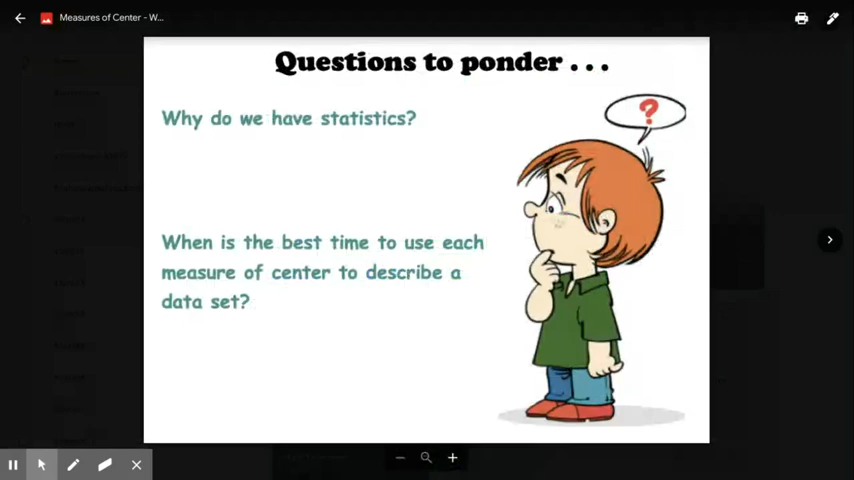 Measures of Center - W...
Questions to ponder . . .
?
Why do we have statistics?
When is the best time to use each
measure of center to describe a
data set?